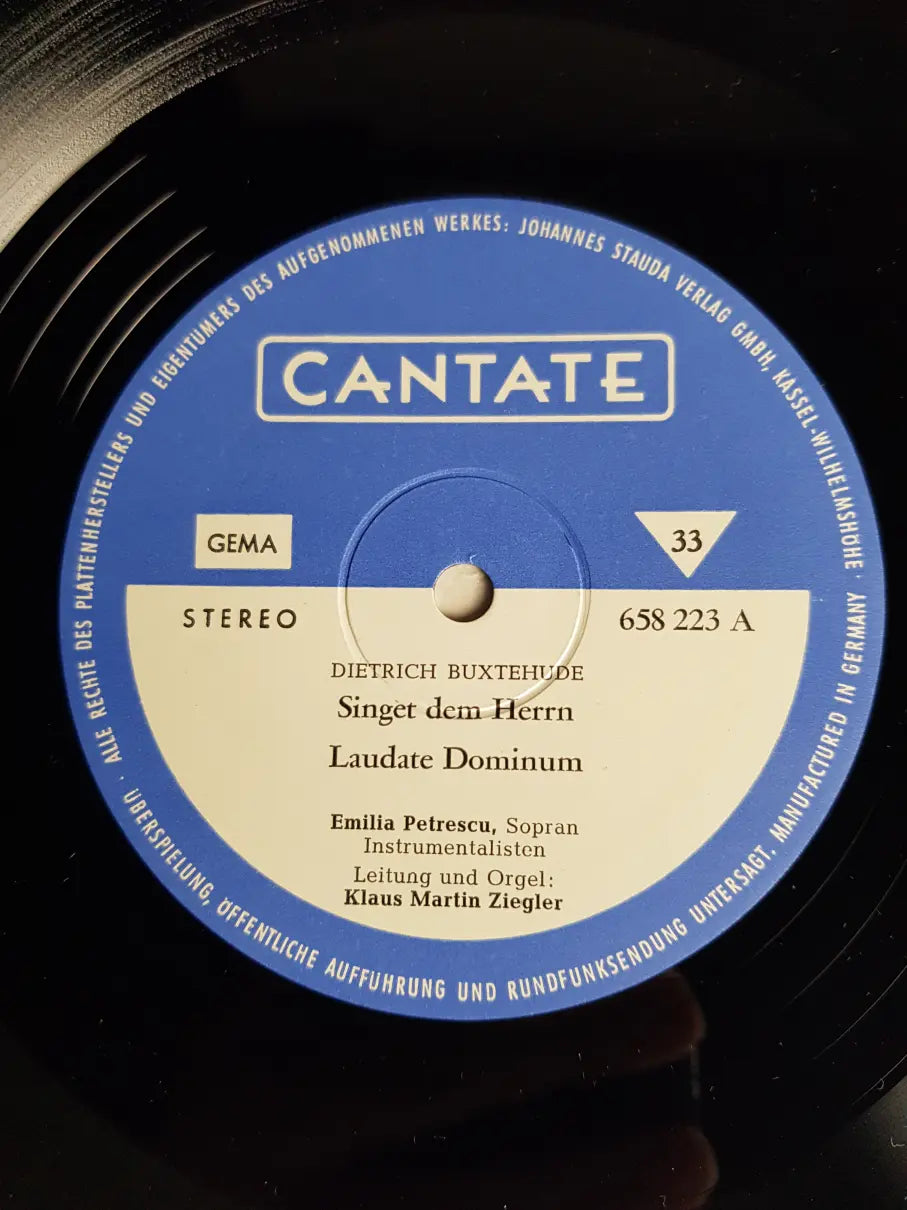 ALLE RECHTE DES PLATTENHERSTELLERS UND EIGENTÜMERS DES AUFGENOMMENEN WERKES: JOHANNES STAUDA VERLAG GMBH, KASSEL-WILHELMSHÖHE ·
CANTATE
GEMA
33
STEREO
658 223 A
DIETRICH BUXTEHUDE
Singet dem Herrn
Laudate Dominum
Emilia Petrescu, Sopran
Instrumentalisten
Leitung und Orgel:
Klaus Martin Ziegler
· ÜBERSPIELUNG, ÖFFENTLICHE AUFFÜHRUNG UND RUNDFUNKSENDUNG UNTERSAGT. MANUFACTURED IN GERMANY